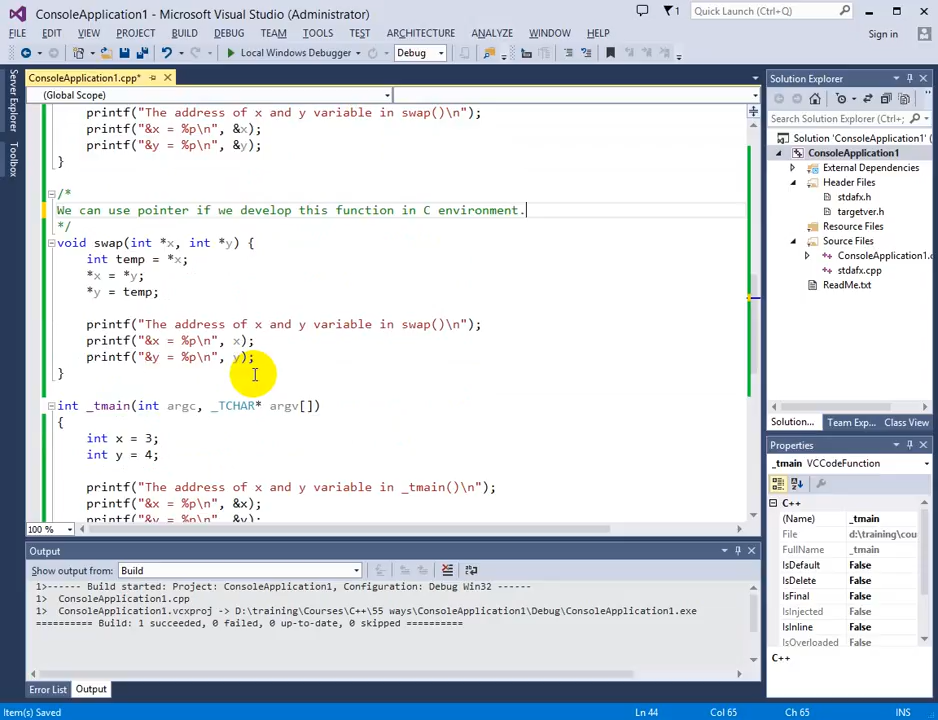 ConsoleApplication1 - Microsoft Visual Studio (Administrator)
1
Quick Launch (Ctrl+Q)
FILE EDIT VIEW PROJECT BUILD DEBUG TEAM TOOLS TEST ARCHITECTURE ANALYZE WINDOW HELP
Sign in
Local Windows Debugger
Debug
Server Explorer
Toolbox
ConsoleApplication1.cpp*
(Global Scope)
printf("The address of x and y variable in swap()\n");
printf("&x = %p\n", &x);
printf("&y = %p\n", &y);
}
/*
We can use pointer if we develop this function in C environment.
*/
void swap(int *x, int *y) {
int temp = *x;
*x = *y;
*y = temp;
printf("The address of x and y variable in swap()\n");
printf("&x = %p\n", x);
printf("&y = %p\n", y);
}
int _tmain(int argc, _TCHAR* argv[])
{
int x = 3;
int y = 4;
printf("The address of x and y variable in _tmain()\n");
printf("&x = %p\n", &x);
printf("&y = %p\n", &y);
100 %
Solution Explorer
Search Solution Explorer (Ctrl+;
Solution 'ConsoleApplication1'
ConsoleApplication1
External Dependencies
Header Files
stdafx.h
targetver.h
Resource Files
Source Files
ConsoleApplication1.c
stdafx.cpp
ReadMe.txt
Solution... Team Exp... Class View
Properties
_tmain VCCodeFunction
C++
(Name) _tmain
File d:\training\cou
FullName _tmain
IsDefault False
IsDelete False
IsFinal False
IsInjected False
IsInline False
IsOverloaded False
C++
Output
Show output from: Build
1>------ Build started: Project: ConsoleApplication1, Configuration: Debug Win32 ------
1> ConsoleApplication1.cpp
1> ConsoleApplication1.vcxproj -> D:\training\Courses\C++\55 ways\ConsoleApplication1\Debug\ConsoleApplication1.exe
========== Build: 1 succeeded, 0 failed, 0 up-to-date, 0 skipped ==========
Error List Output
Item(s) Saved
Ln 44 Col 65 Ch 65 INS